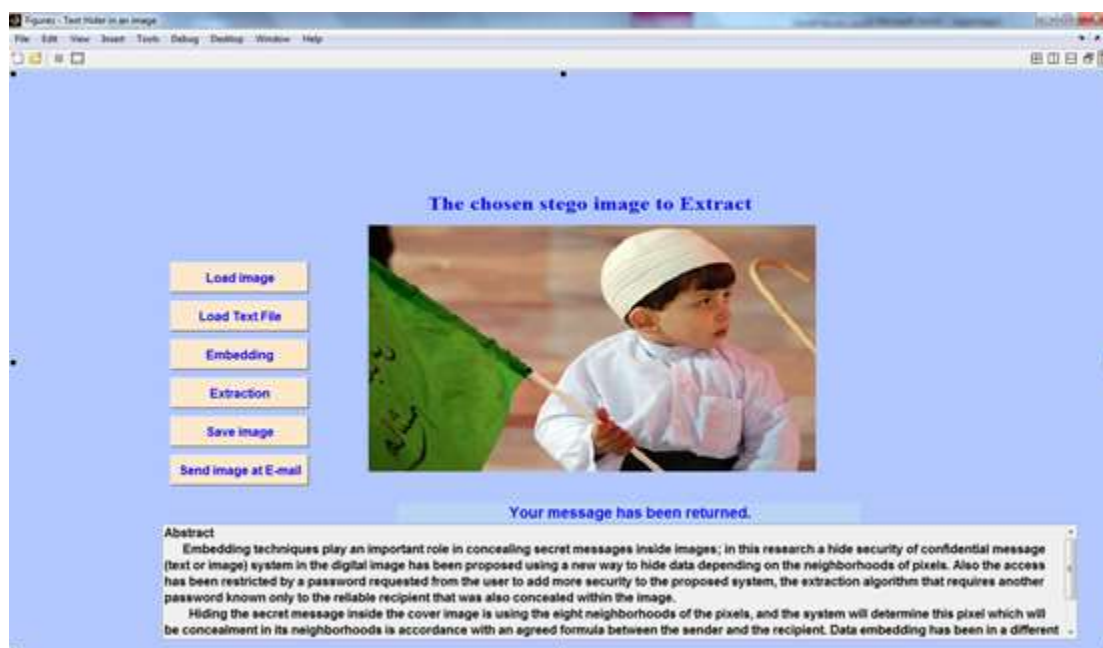 Figures - Text Hider in an image
File Edit View Insert Tools Debug Desktop Window Help
The chosen stego image to Extract
Load image
Load Text File
Embedding
Extraction
Save image
Send image at E-mail
Your message has been returned.
Abstract
Embedding techniques play an important role in concealing secret messages inside images; in this research a hide security of confidential message
(text or image) system in the digital image has been proposed using a new way to hide data depending on the neighborhoods of pixels. Also the access
has been restricted by a password requested from the user to add more security to the proposed system, the extraction algorithm that requires another
password known only to the reliable recipient that was also concealed within the image.
Hiding the secret message inside the cover image is using the eight neighborhoods of the pixels, and the system will determine this pixel which will
be concealment in its neighborhoods is accordance with an agreed formula between the sender and the recipient. Data embedding has been in a different